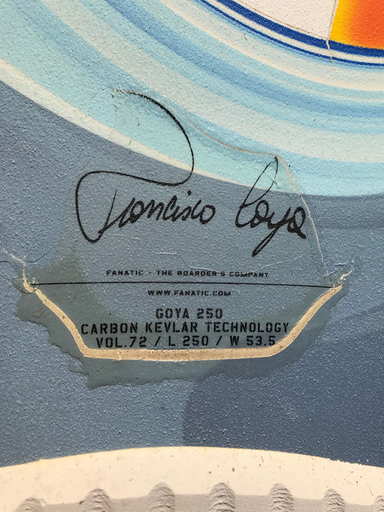 Francisco Goya
FANATIC - THE BOARDER'S COMPANY
WWW.FANATIC.COM
GOYA 250
CARBON KEVLAR TECHNOLOGY
VOL.72 / L 250 / W 53.5